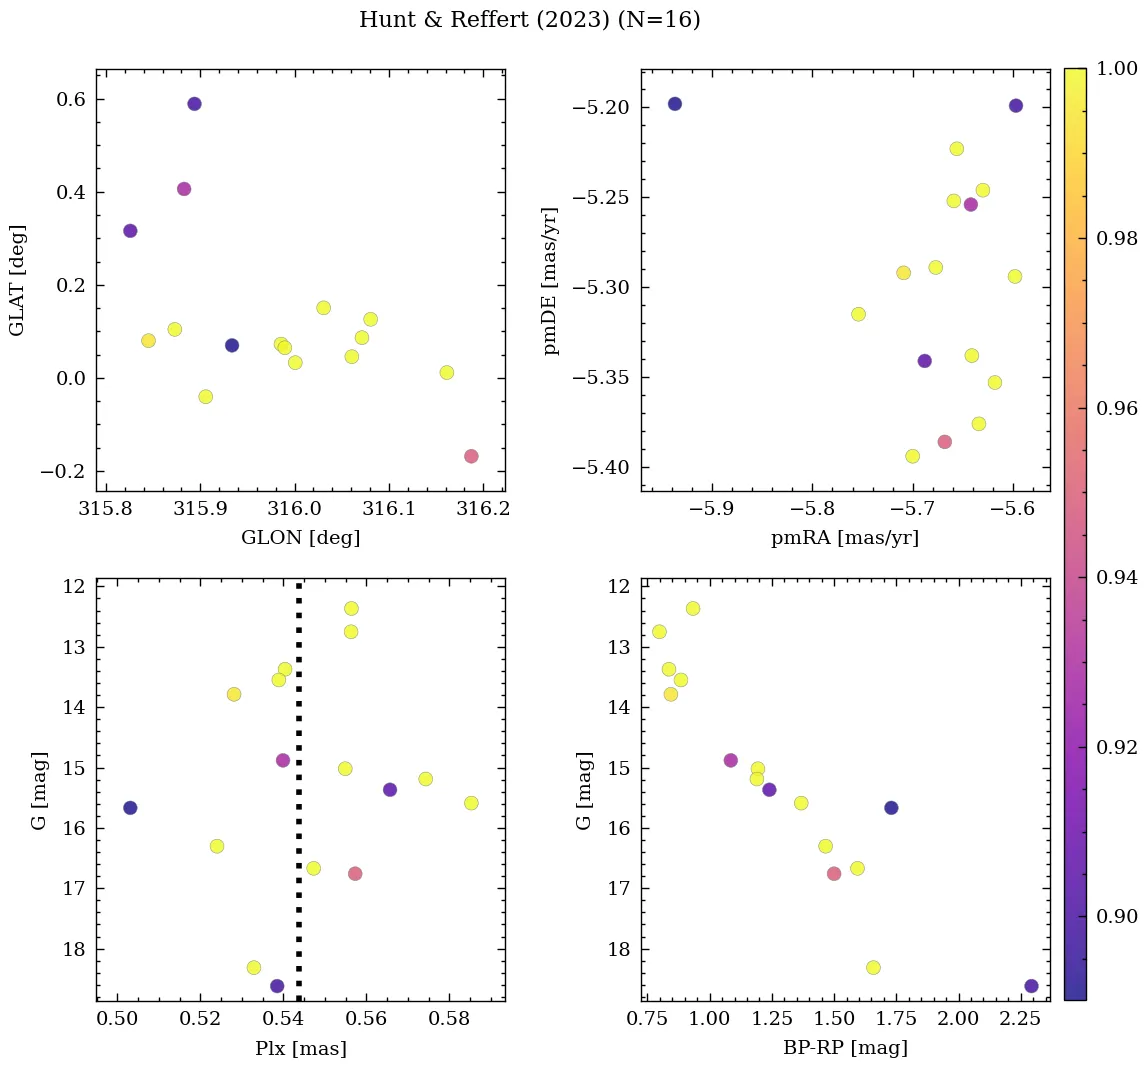 Hunt & Reffert (2023) (N=16)
0.6
0.4
0.2
0.0
−0.2
GLAT [deg]
315.8 315.9 316.0 316.1 316.2
GLON [deg]
−5.20
−5.25
−5.30
−5.35
−5.40
pmDE [mas/yr]
−5.9 −5.8 −5.7 −5.6
pmRA [mas/yr]
1.00
0.98
0.96
0.94
0.92
0.90
12
13
14
15
16
17
18
G [mag]
0.50 0.52 0.54 0.56 0.58
Plx [mas]
12
13
14
15
16
17
18
G [mag]
0.75 1.00 1.25 1.50 1.75 2.00 2.25
BP-RP [mag]